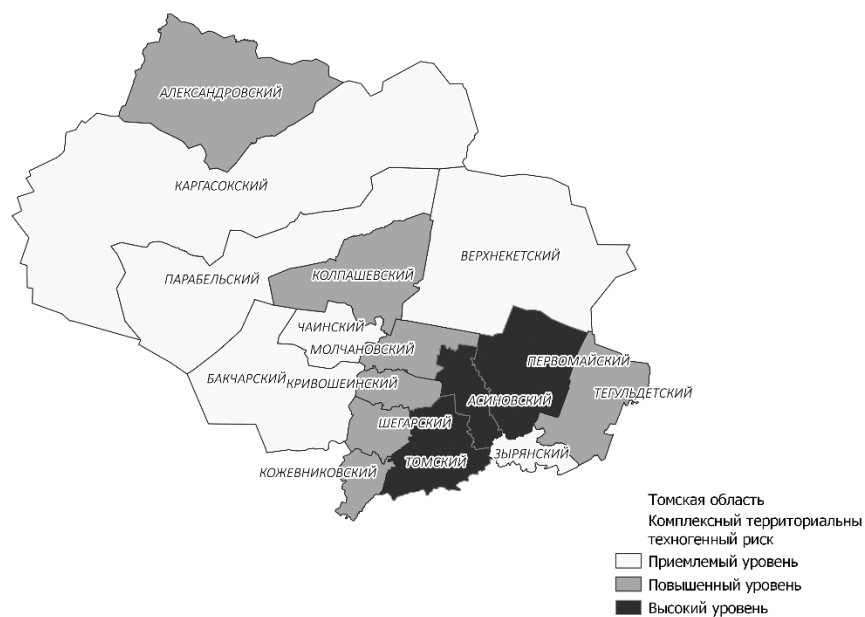 АЛЕКСАНДРОВСКИЙ
КАРГАСОКСКИЙ
ВЕРХНЕКЕТСКИЙ
ПАРАБЕЛЬСКИЙ
КОЛПАШЕВСКИЙ
ЧАИНСКИЙ
МОЛЧАНОВСКИЙ
ПЕРВОМАЙСКИЙ
БАКЧАРСКИЙ
КРИВОШЕИНСКИЙ
ТЕГУЛЬДЕТСКИЙ
АСИНОВСКИЙ
ШЕГАРСКИЙ
ЗЫРЯНСКИЙ
ТОМСКИЙ
КОЖЕВНИКОВСКИЙ
Томская область
Комплексный территориальны
техногенный риск
Приемлемый уровень
Повышенный уровень
Высокий уровень